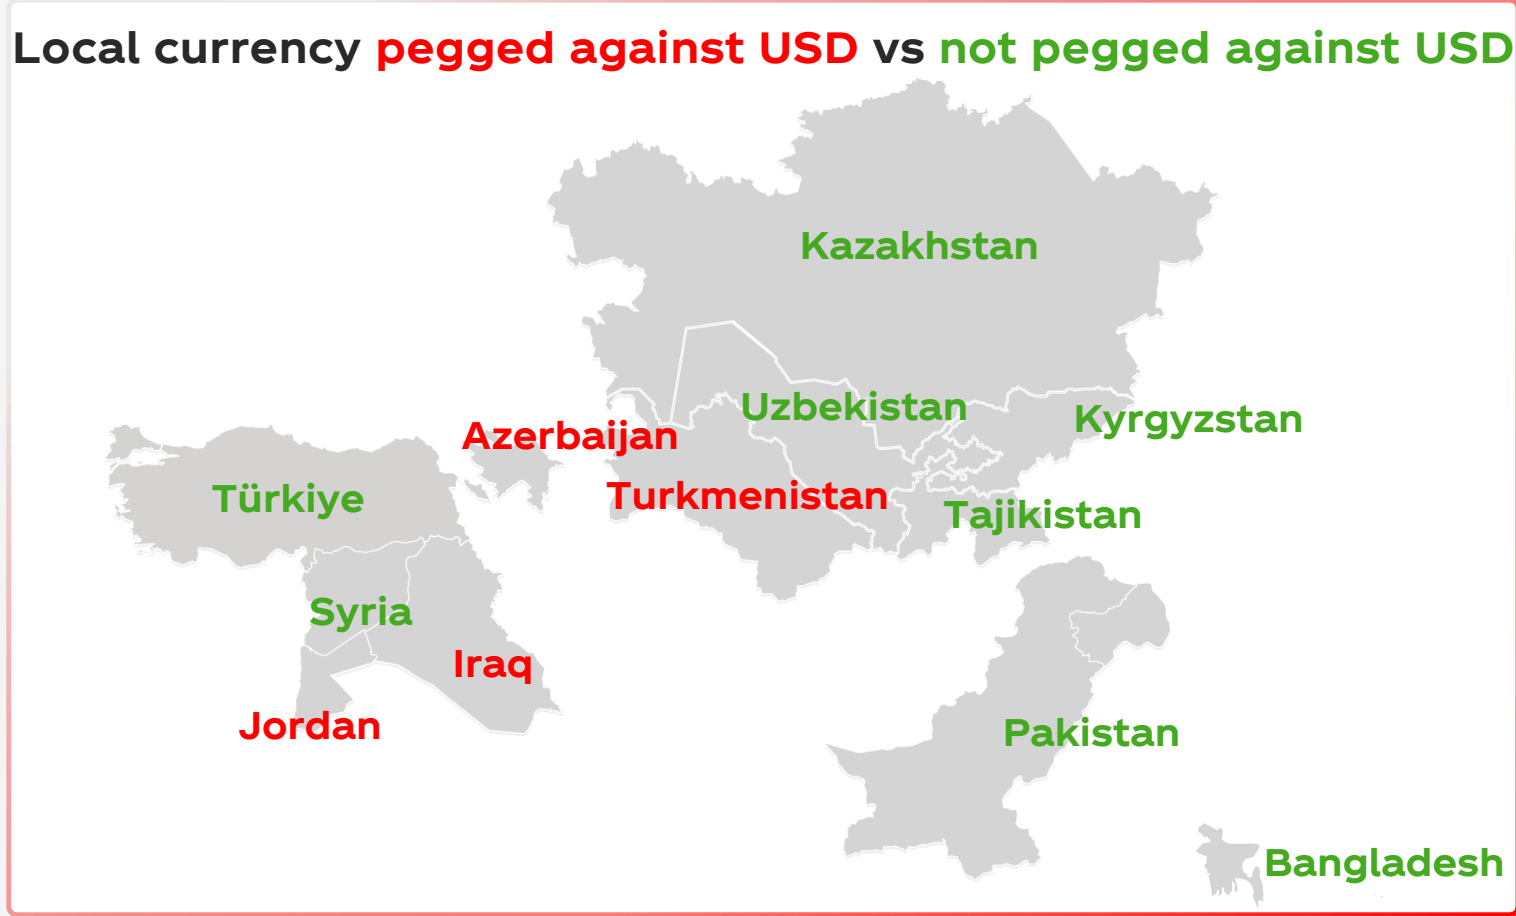 Local currency pegged against USD vs not pegged against USD
Kazakhstan
Uzbekistan
Kyrgyzstan
Azerbaijan
Turkmenistan
Türkiye
Tajikistan
Syria
Iraq
Jordan
Pakistan
Bangladesh